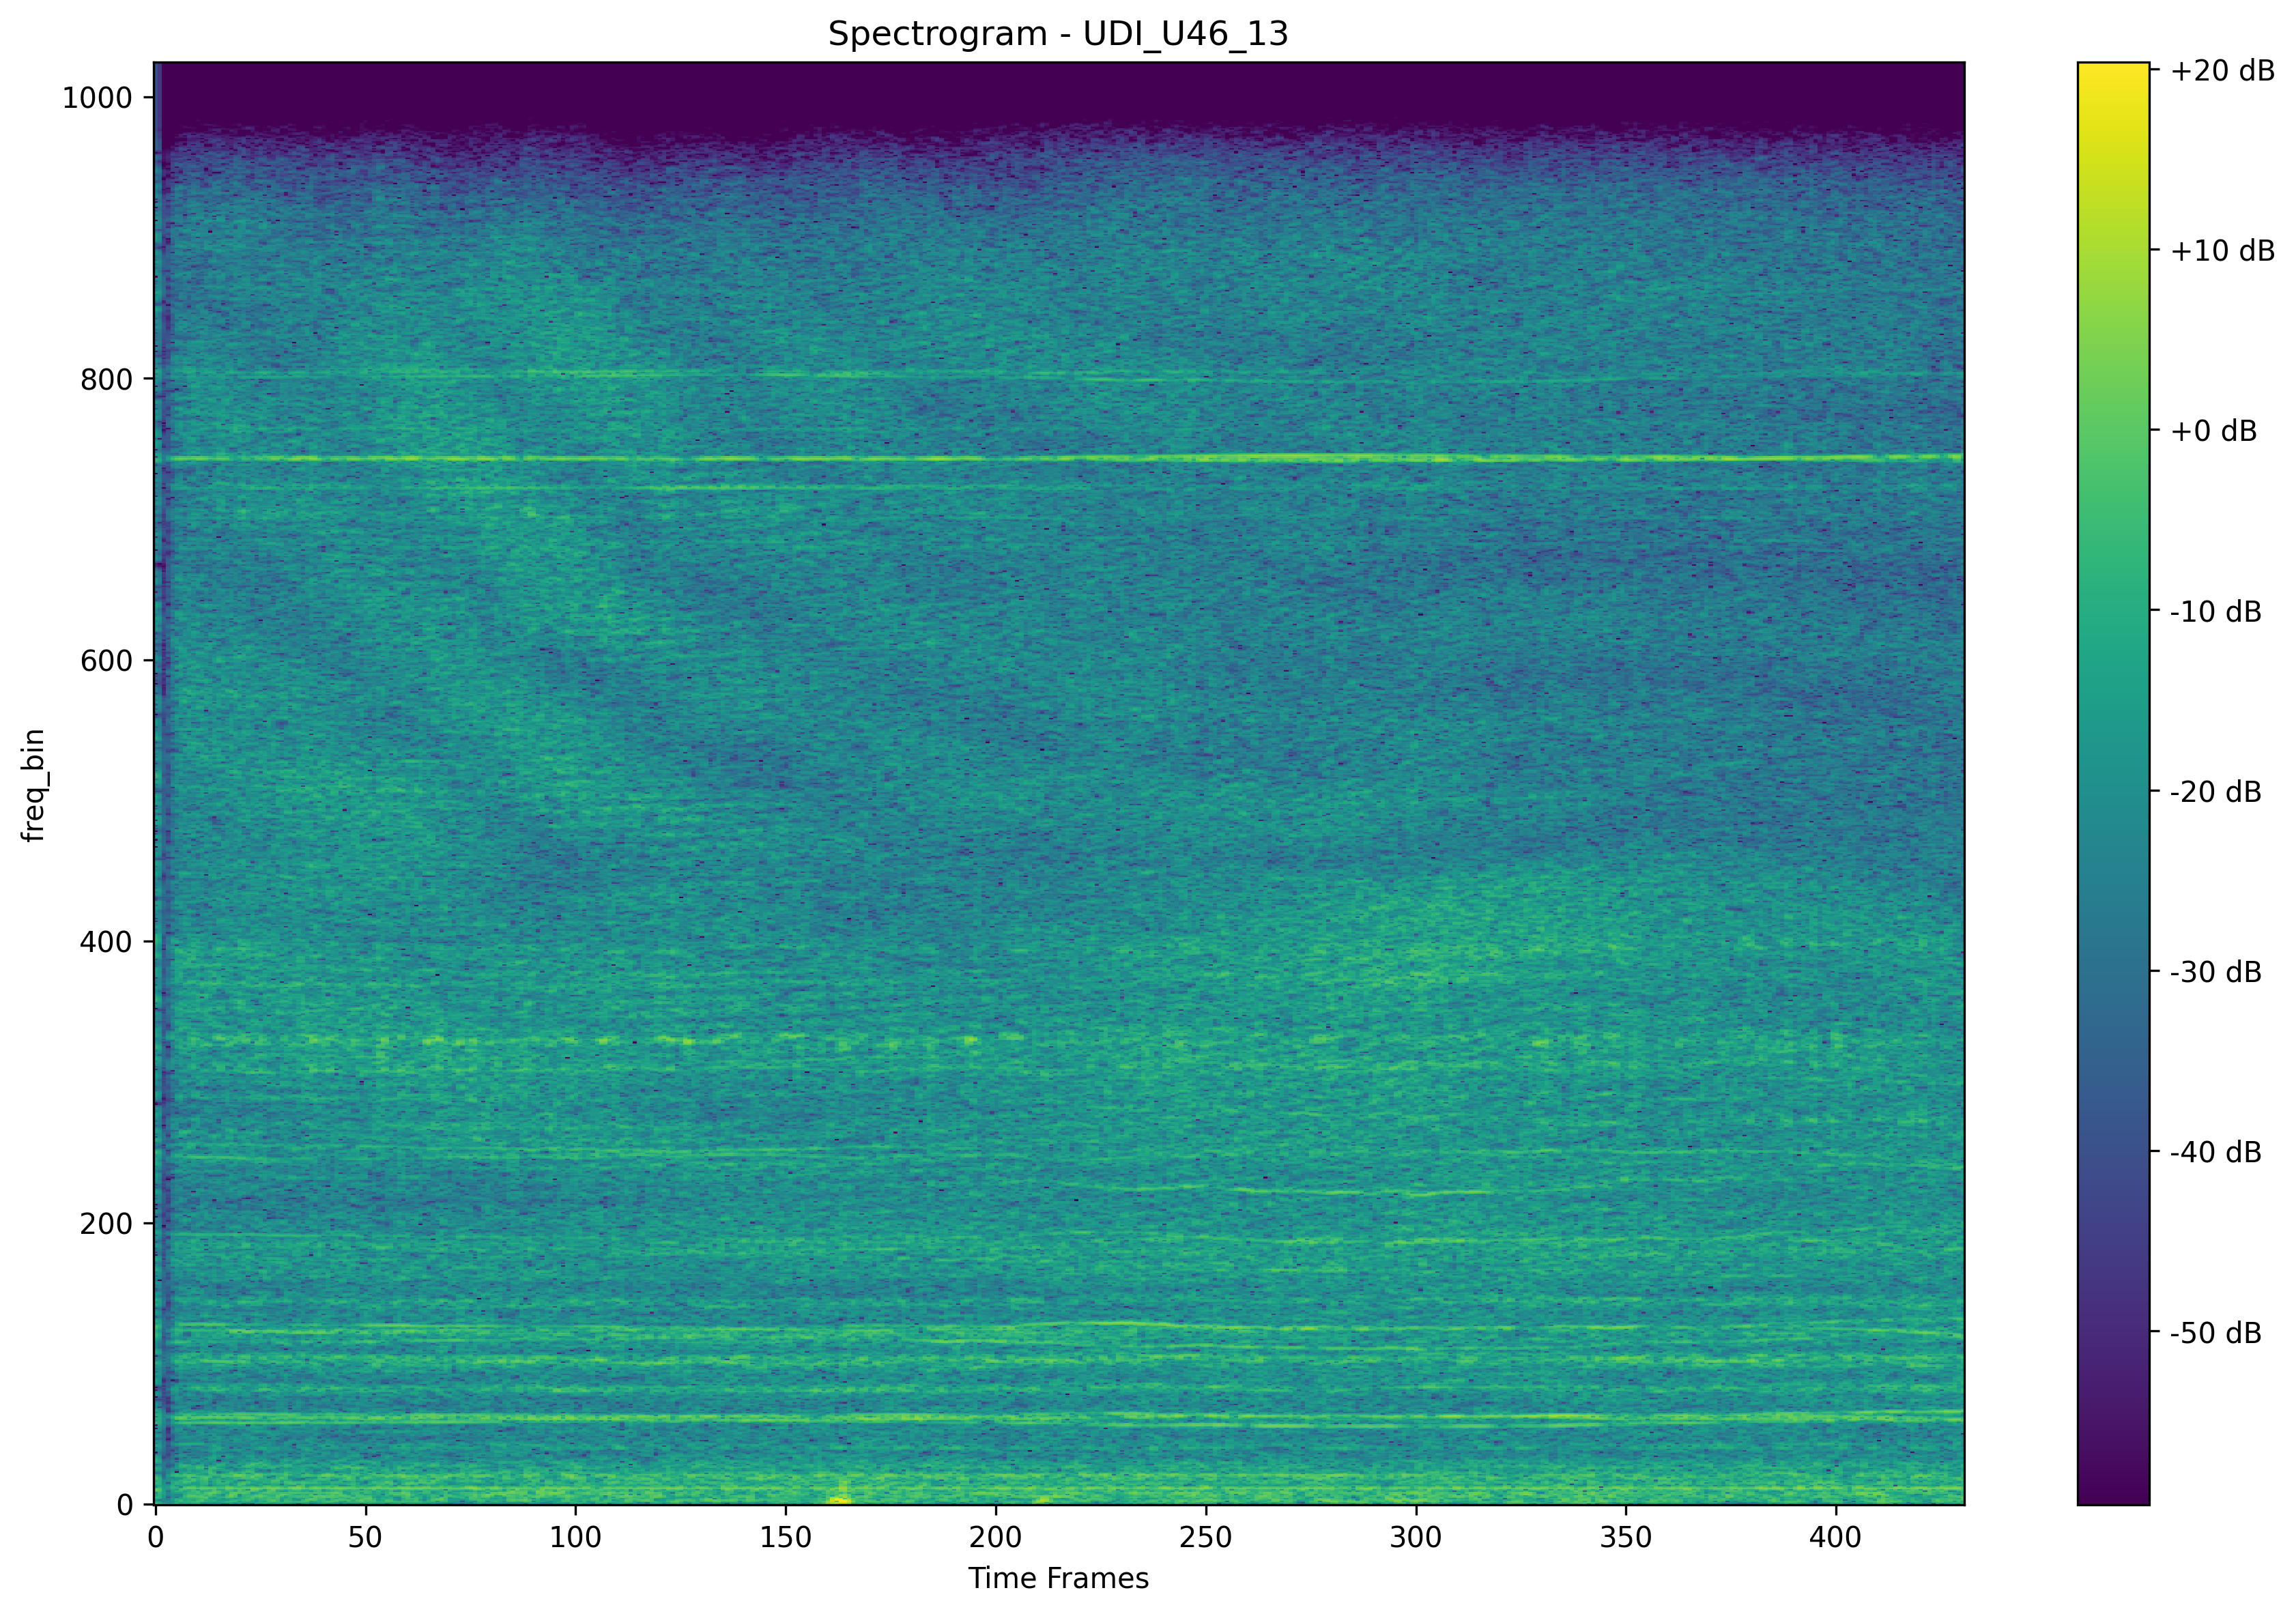 Spectrogram - UDI_U46_13
1000
800
600
400
200
0
freq_bin
0 50 100 150 200 250 300 350 400
Time Frames
+20 dB
+10 dB
+0 dB
-10 dB
-20 dB
-30 dB
-40 dB
-50 dB